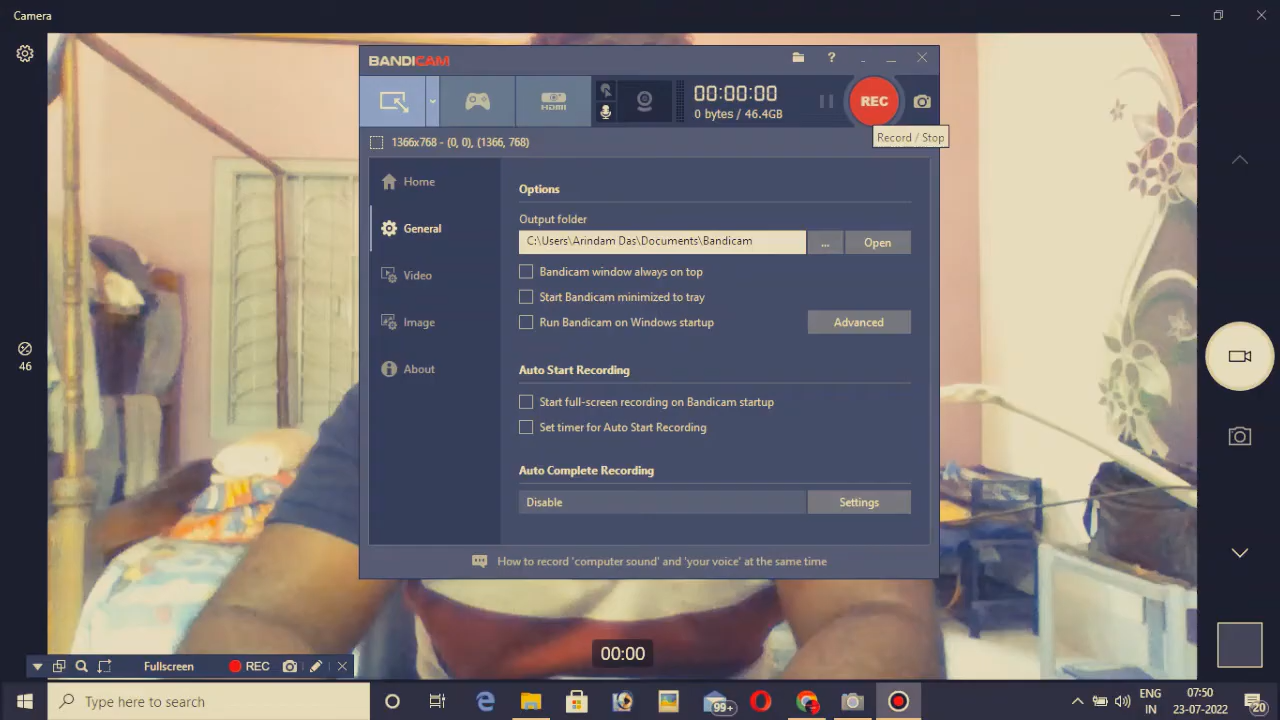 Camera
BANDICAM
?
HDMI
00:00:00
0 bytes / 46.4GB
REC
Record / Stop
1366x768 - (0, 0), (1366, 768)
Home
General
Video
Image
About
Options
Output folder
C:\Users\Arindam Das\Documents\Bandicam
...
Open
Bandicam window always on top
Start Bandicam minimized to tray
Run Bandicam on Windows startup
Advanced
Auto Start Recording
Start full-screen recording on Bandicam startup
Set timer for Auto Start Recording
Auto Complete Recording
Disable
Settings
How to record 'computer sound' and 'your voice' at the same time
46
00:00
Fullscreen
REC
Type here to search
99+
ENG
IN
07:50
23-07-2022
20